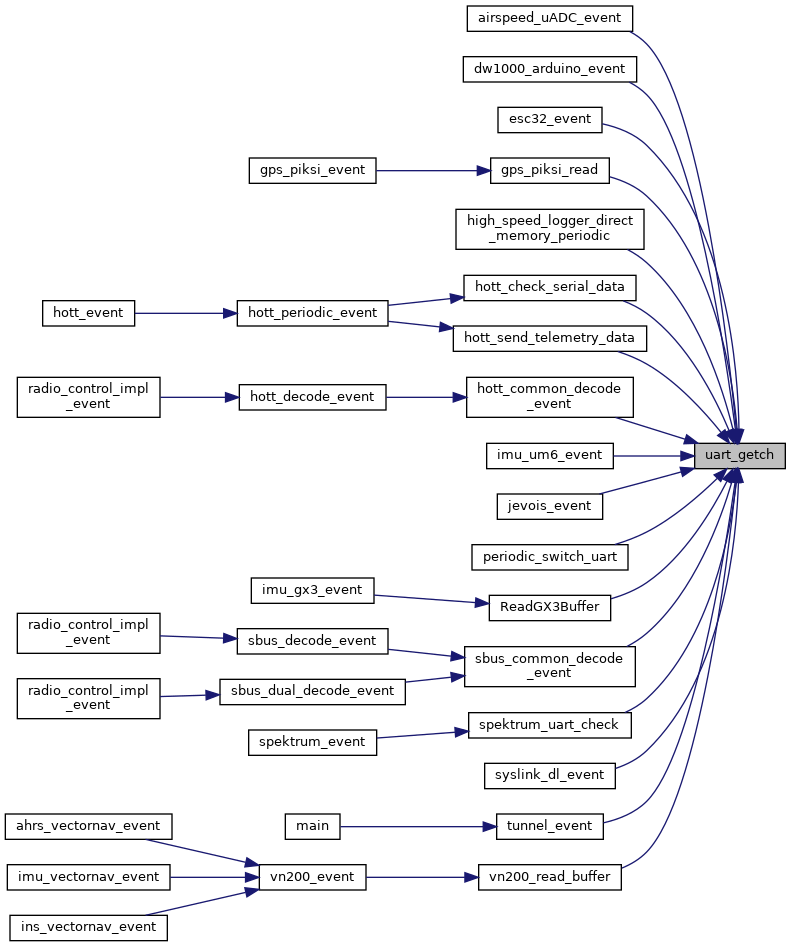 airspeed_uADC_event
dw1000_arduino_event
esc32_event
gps_piksi_event
gps_piksi_read
high_speed_logger_direct
_memory_periodic
hott_check_serial_data
hott_event
hott_periodic_event
hott_send_telemetry_data
radio_control_impl
_event
hott_decode_event
hott_common_decode
_event
uart_getch
imu_um6_event
jevois_event
periodic_switch_uart
imu_gx3_event
ReadGX3Buffer
radio_control_impl
_event
sbus_decode_event
sbus_common_decode
_event
radio_control_impl
_event
sbus_dual_decode_event
spektrum_uart_check
spektrum_event
syslink_dl_event
ahrs_vectornav_event
main
tunnel_event
imu_vectornav_event
vn200_event
vn200_read_buffer
ins_vectornav_event